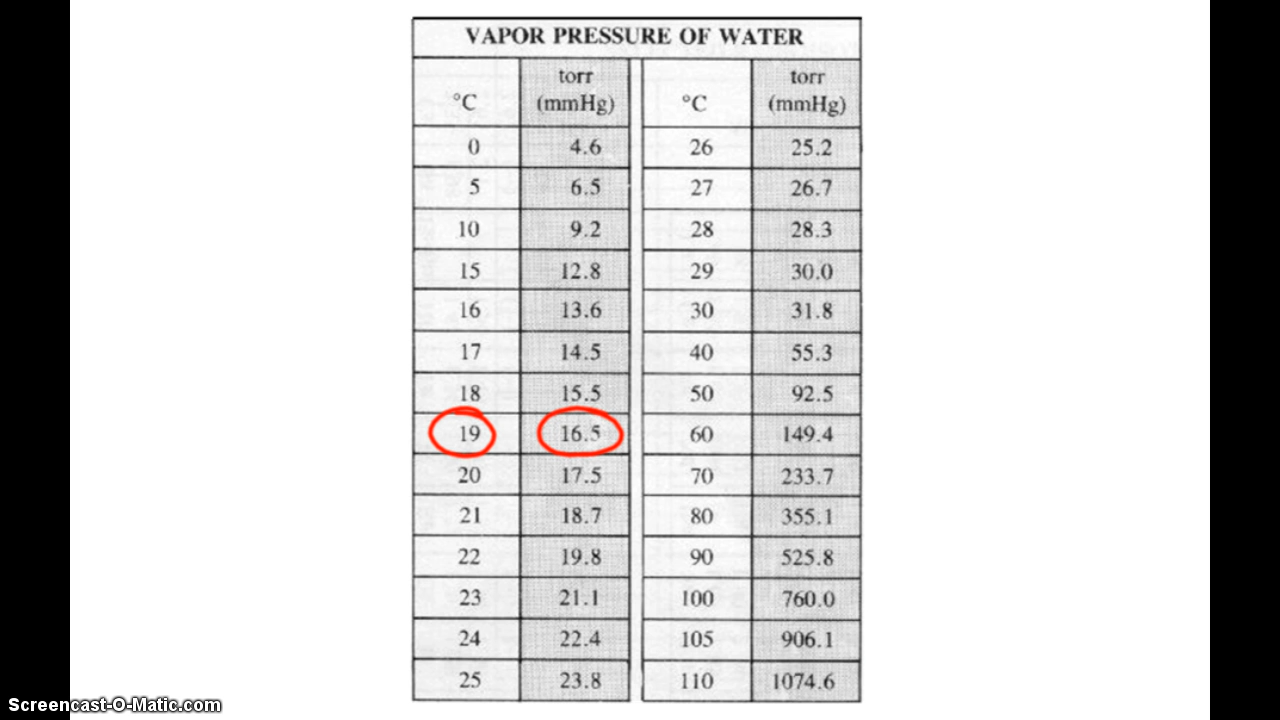 VAPOR PRESSURE OF WATER
°C torr (mmHg) °C torr (mmHg)
0 4.6 26 25.2
5 6.5 27 26.7
10 9.2 28 28.3
15 12.8 29 30.0
16 13.6 30 31.8
17 14.5 40 55.3
18 15.5 50 92.5
19 16.5 60 149.4
20 17.5 70 233.7
21 18.7 80 355.1
22 19.8 90 525.8
23 21.1 100 760.0
24 22.4 105 906.1
25 23.8 110 1074.6
Screencast-O-Matic.com